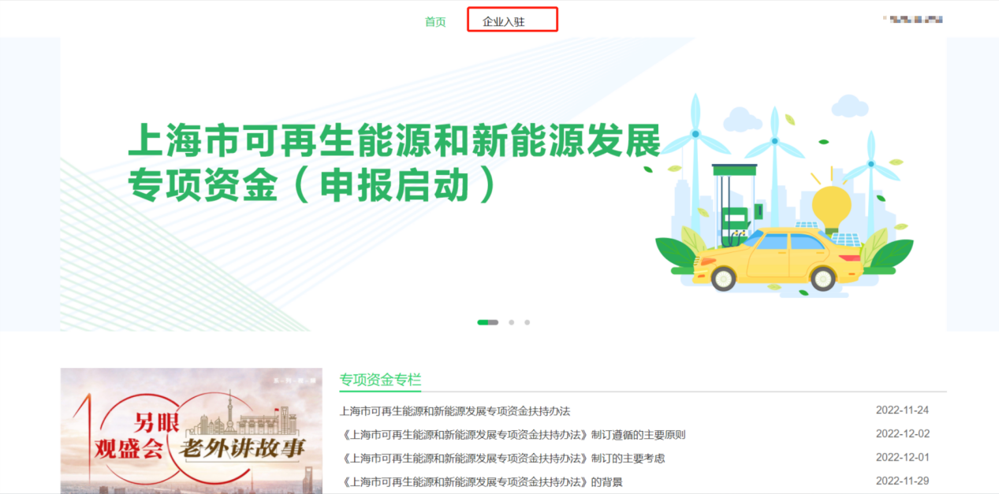 首页
企业入驻
上海市可再生能源和新能源发展
专项资金（申报启动）
100
另眼
观盛会
老外讲故事
专项资金专栏
上海市可再生能源和新能源发展专项资金扶持办法 2022-11-24
《上海市可再生能源和新能源发展专项资金扶持办法》制订遵循的主要原则 2022-12-02
《上海市可再生能源和新能源发展专项资金扶持办法》制订的主要考虑 2022-12-01
《上海市可再生能源和新能源发展专项资金扶持办法》的背景 2022-11-29